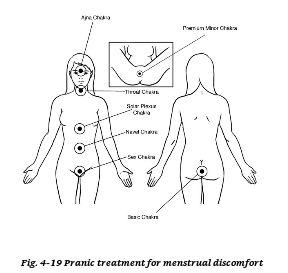 Ajna Chakra
Premium Minor Chakra
Throat Chakra
Solar Plexus
Chakra
Navel Chakra
Sex Chakra
Basic Chakra
Fig. 4-19 Pranic treatment for menstrual discomfort